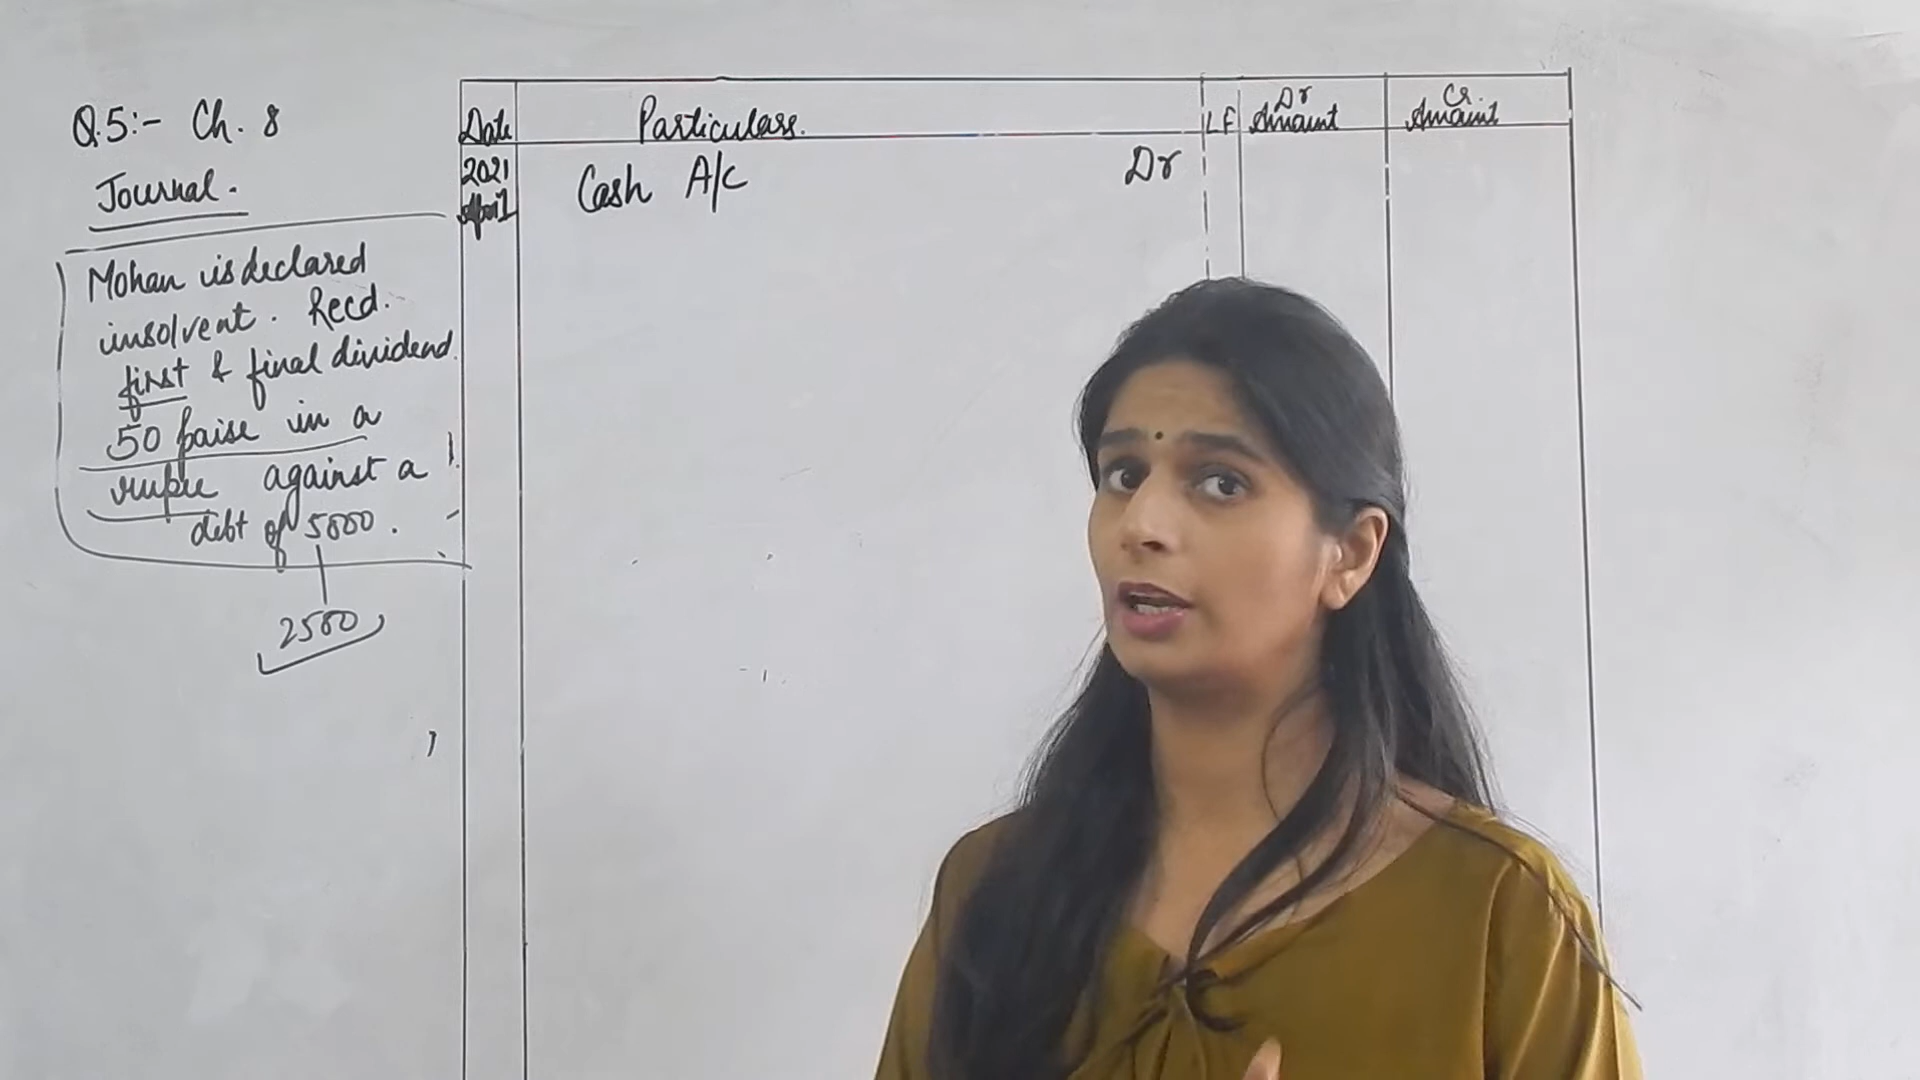 Q.5:- Ch. 8
Journal.
Mohan is declared
insolvent. Recd.
first & final dividend
50 paise in a
rupee against a
debt of 5000.
2500
Date Particulars. LF Dr Amount Cr. Amount
2021
April Cash A/c Dr